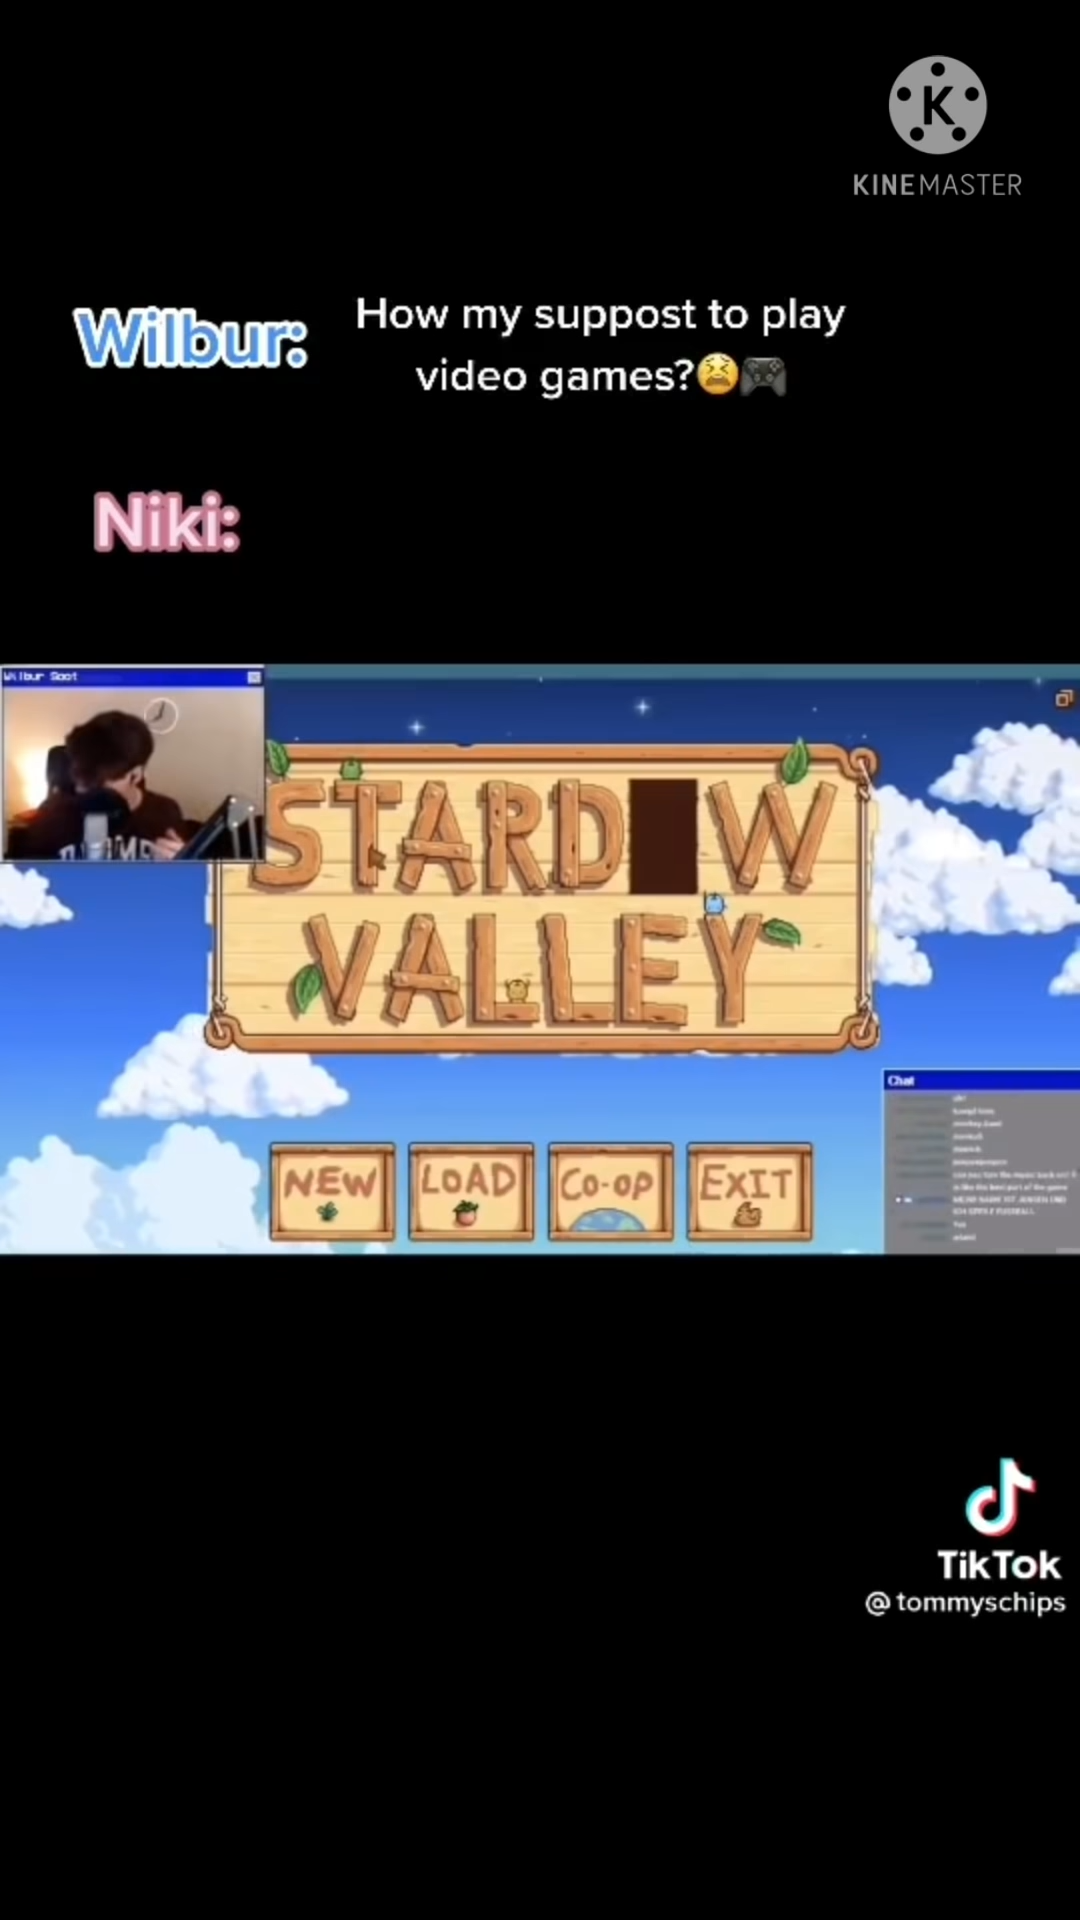 K
KINEMASTER
Wilbur:
How my suppost to play
video games?😫🎮
Niki:
Wilbur Soot
STARD W
VALLEY
Chat
NEW
LOAD
CO-OP
EXIT
TikTok
@tommyschips